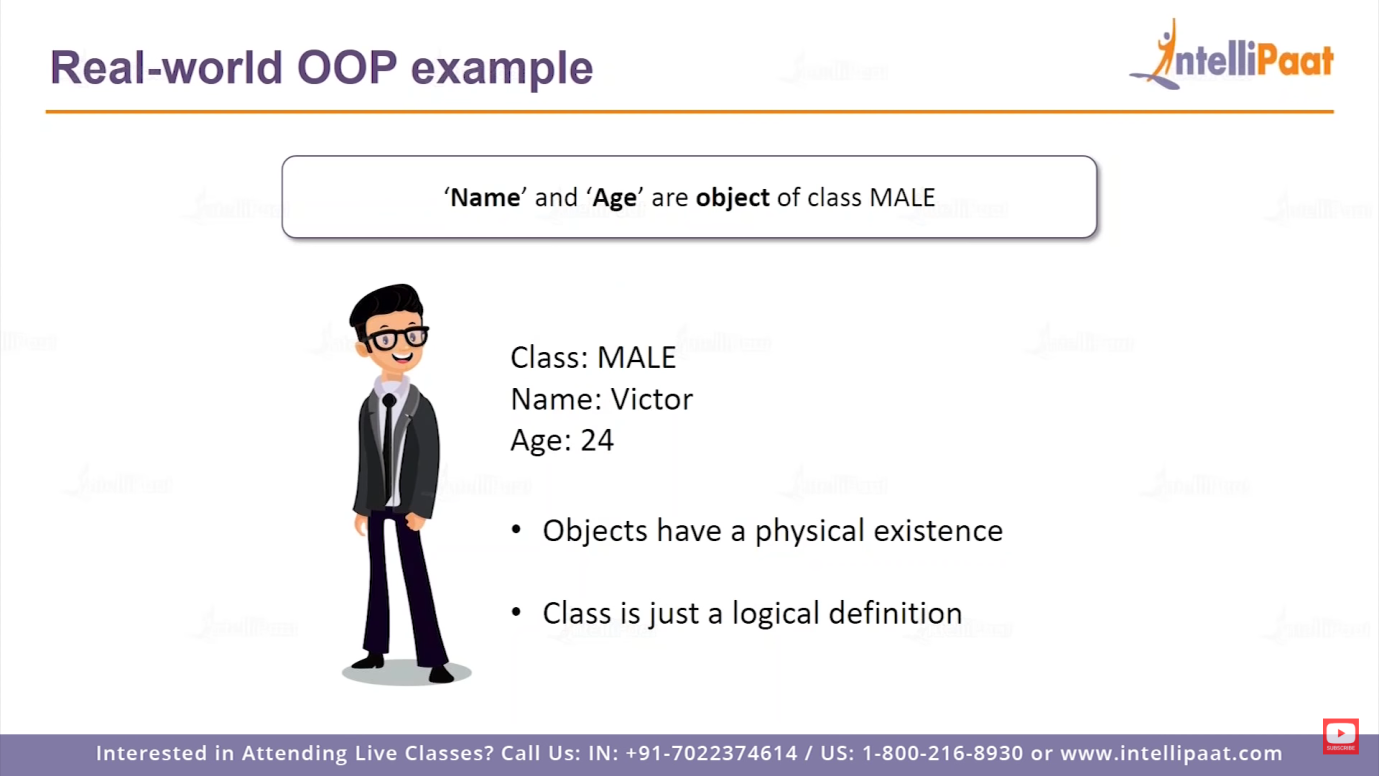 Real-world OOP example
IntelliPaat
‘Name’ and ‘Age’ are object of class MALE
Class: MALE
Name: Victor
Age: 24
• Objects have a physical existence
• Class is just a logical definition
SUBSCRIBE
Interested in Attending Live Classes? Call Us: IN: +91-7022374614 / US: 1-800-216-8930 or www.intellipaat.com